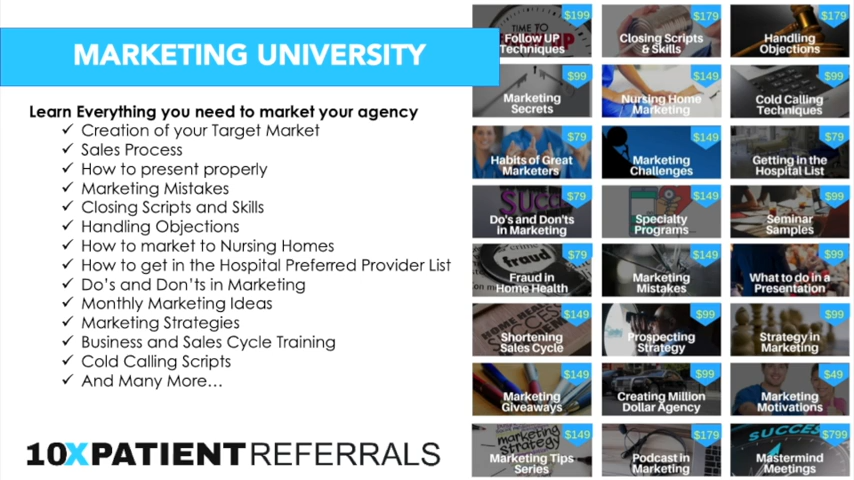 MARKETING UNIVERSITY
Learn Everything you need to market your agency
✓ Creation of your Target Market
✓ Sales Process
✓ How to present properly
✓ Marketing Mistakes
✓ Closing Scripts and Skills
✓ Handling Objections
✓ How to market to Nursing Homes
✓ How to get in the Hospital Preferred Provider List
✓ Do's and Don'ts in Marketing
✓ Monthly Marketing Ideas
✓ Marketing Strategies
✓ Business and Sales Cycle Training
✓ Cold Calling Scripts
✓ And Many More…
10XPATIENTREFERRALS
$199
TIME TO
Follow UP
Techniques
$179
Closing Scripts
& Skills
$179
Handling
Objections
$99
Marketing
Secrets
$149
Nursing Home
Marketing
$99
Cold Calling
Techniques
$79
Habits of Great
Marketers
$149
Marketing
Challenges
$79
Getting in the
Hospital List
$79
SUCC
Do's and Don'ts
in Marketing
$149
Specialty
Programs
$99
Seminar
Samples
$79
fraud
Fraud in
Home Health
$149
Marketing
Mistakes
$99
What to do in a
Presentation
$149
Shortening
Sales Cycle
$99
Prospecting
Strategy
$99
Strategy in
Marketing
$149
Marketing
Giveaways
$99
Creating Million
Dollar Agency
$49
Marketing
Motivations
$149
marketing
strategy
Marketing Tips
Series
$179
Podcast in
Marketing
$799
SUCCESS
Mastermind
Meetings